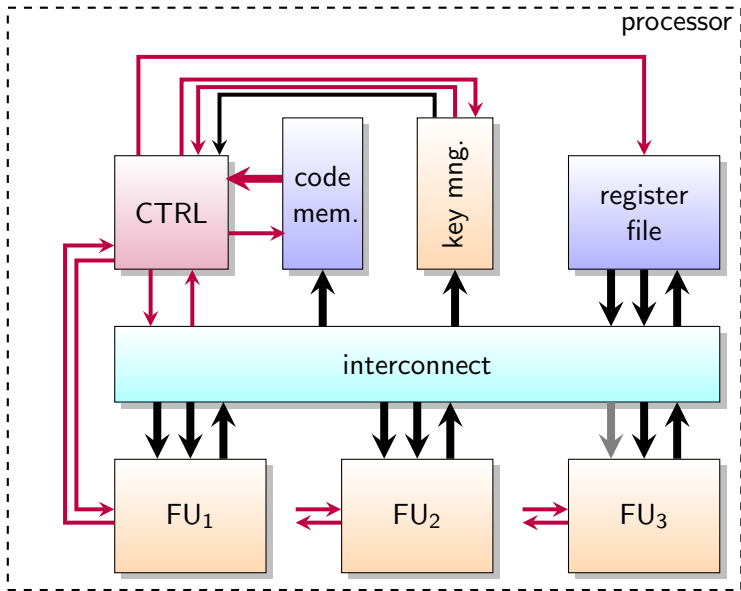 processor
CTRL
code
mem.
key mng.
register
file
interconnect
FU₁
FU₂
FU₃